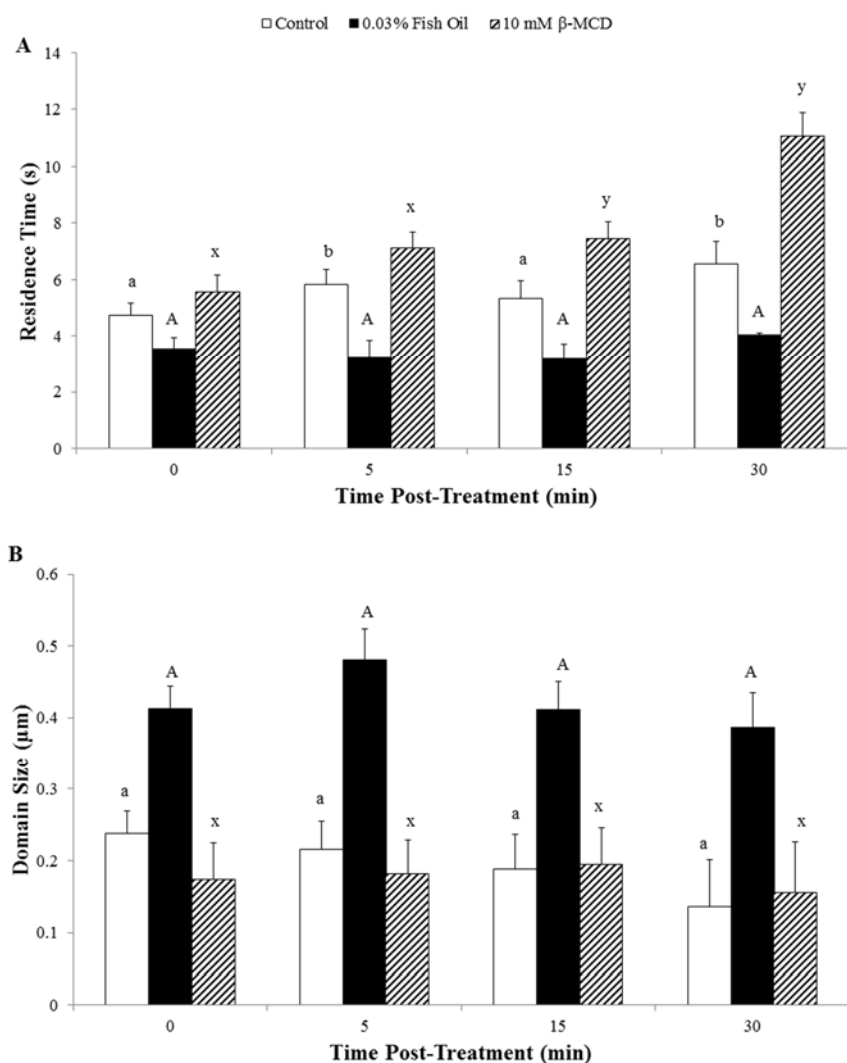 Control 0.03% Fish Oil 10 mM β-MCD
A
14
12
10
8
6
4
2
0
Residence Time (s)
a A x
b A x
a A y
b A y
0 5 15 30
Time Post-Treatment (min)
B
0.6
0.5
0.4
0.3
0.2
0.1
0
Domain Size (μm)
a A x
a A x
a A x
a A x
0 5 15 30
Time Post-Treatment (min)